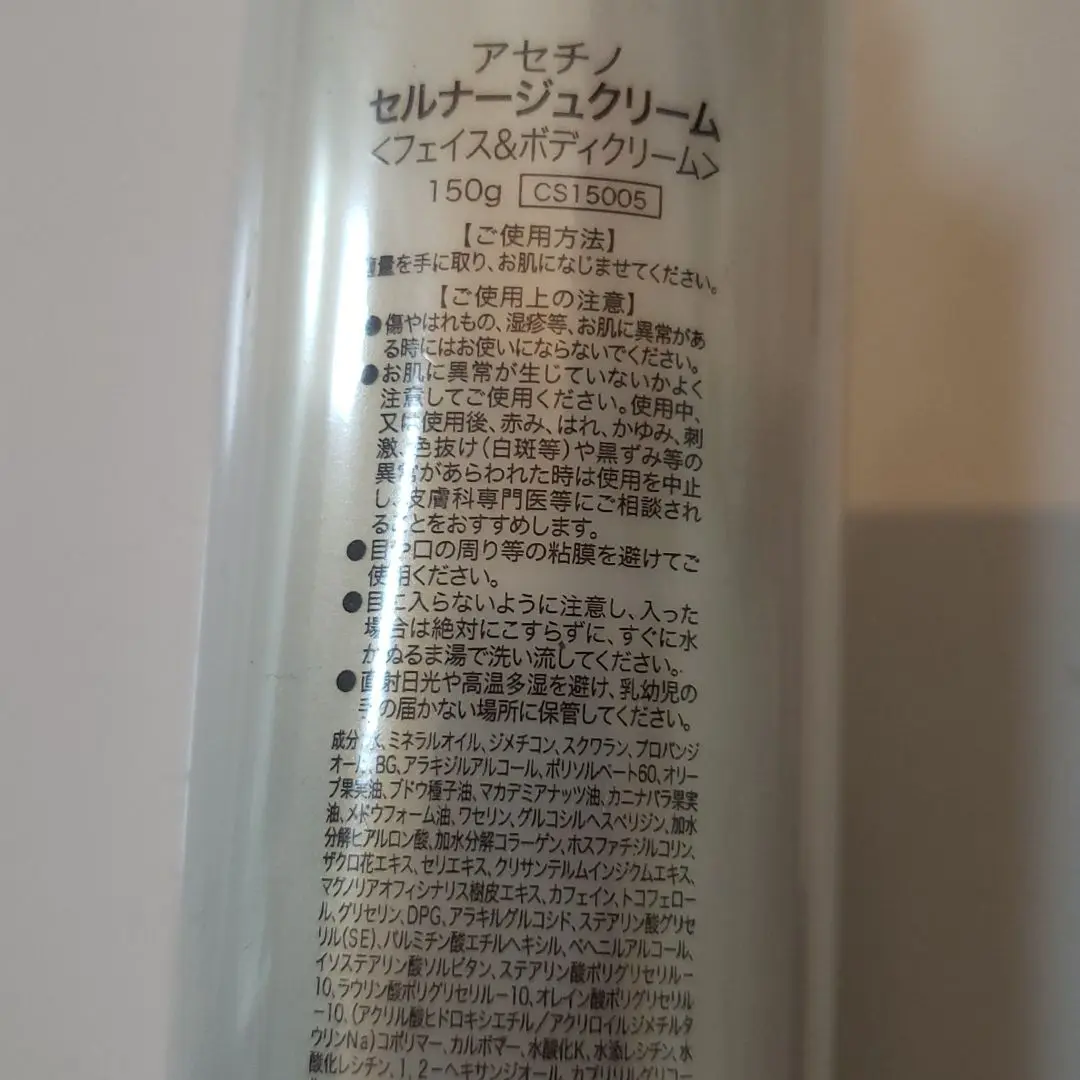 アセチノ
セルナージュクリーム
<フェイス&ボディクリーム>
150g CS15005
【ご使用方法】
適量を手に取り、お肌になじませてください。
【ご使用上の注意】
●傷やはれもの、湿疹等、お肌に異常があ
る時にはお使いにならないでください。
●お肌に異常が生じていないかよく
注意してご使用ください。使用中、
又は使用後、赤み、はれ、かゆみ、刺
激、色抜け(白斑等)や黒ずみ等の
異常があらわれた時は使用を中止
し、皮膚科専門医等にご相談され
ることをおすすめします。
●目や口の周り等の粘膜を避けてご
使用ください。
●目に入らないように注意し、入った
場合は絶対にこすらずに、すぐに水
かぬるま湯で洗い流してください。
●直射日光や高温多湿を避け、乳幼児の
手の届かない場所に保管してください。
成分:水、ミネラルオイル、ジメチコン、スクワラン、プロパンジ
オール、BG、アラキジルアルコール、ポリソルベート60、オリー
ブ果実油、ブドウ種子油、マカデミアナッツ油、カニナバラ果実
油、メドウフォーム油、ワセリン、グルコシルヘスペリジン、加水
分解ヒアルロン酸、加水分解コラーゲン、ホスファチジルコリン、
ザクロ花エキス、セリエキス、クリサンテルムインジクムエキス、
マグノリアオフィシナリス樹皮エキス、カフェイン、トコフェロー
ル、グリセリン、DPG、アラキルグルコシド、ステアリン酸グリセ
リル(SE)、パルミチン酸エチルヘキシル、ベヘニルアルコール、
イソステアリン酸ソルビタン、ステアリン酸ポリグリセリル-
10、ラウリン酸ポリグリセリル-10、オレイン酸ポリグリセリル
-10、(アクリル酸ヒドロキシエチル/アクリロイルジメチルタ
ウリンNa)コポリマー、カルボマー、水酸化K、水添レシチン、水
酸化レシチン、1,2-ヘキサンジオール、カプリリルグリコー